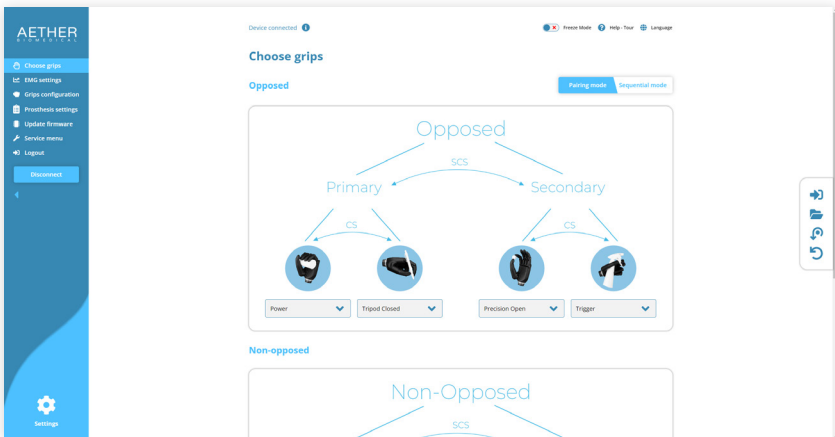 AETHER
BIOMEDICAL
Choose grips
EMG settings
Grips configuration
Prosthesis settings
Update firmware
Service menu
Logout
Disconnect
Settings
Device connected
Freeze Mode Help - Tour Language
Choose grips
Opposed
Pairing mode Sequential mode
Opposed
SCS
Primary Secondary
CS CS
Power Tripod Closed Precision Open Trigger
Non-opposed
Non-Opposed
SCS